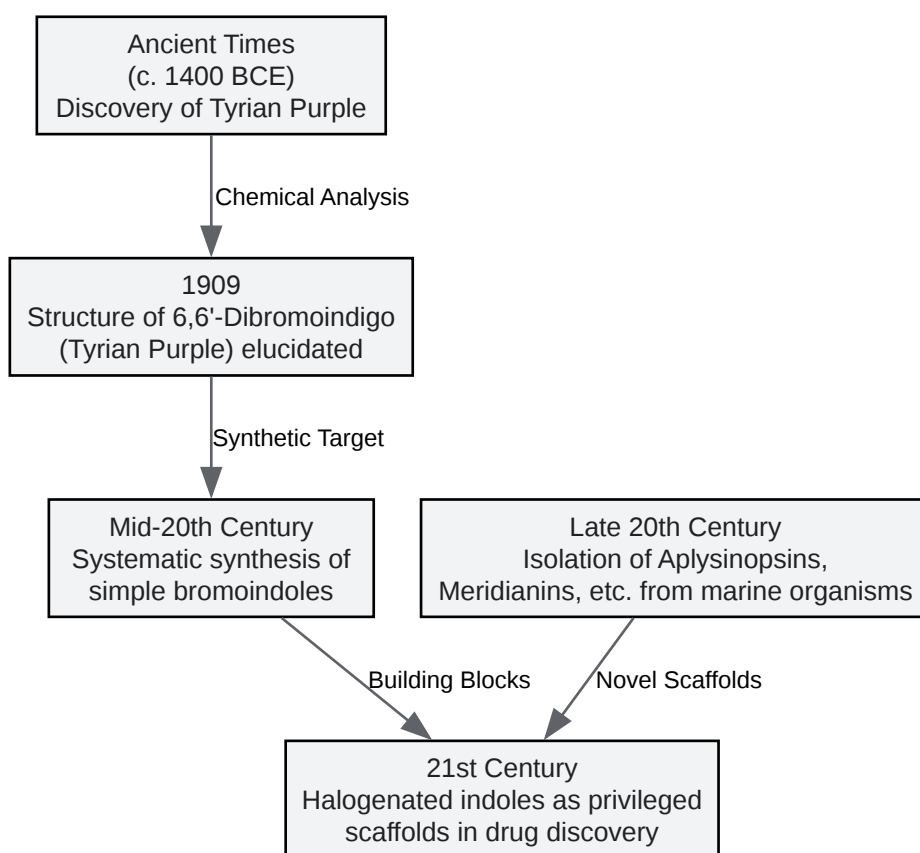 Ancient Times
(c. 1400 BCE)
Discovery of Tyrian Purple
Chemical Analysis
1909
Structure of 6,6'-Dibromoindigo
(Tyrian Purple) elucidated
Synthetic Target
Mid-20th Century
Systematic synthesis of
simple bromoindoles
Late 20th Century
Isolation of Aplysinopsins,
Meridianins, etc. from marine organisms
Building Blocks
Novel Scaffolds
21st Century
Halogenated indoles as privileged
scaffolds in drug discovery